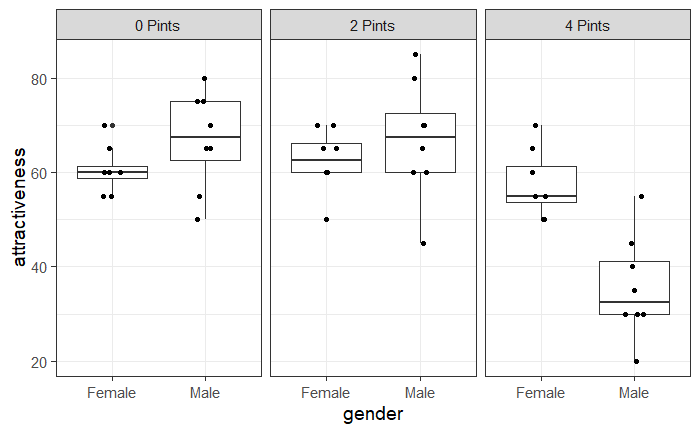 0 Pints
2 Pints
4 Pints
attractiveness
80
60
40
20
Female
Male
Female
Male
Female
Male
gender